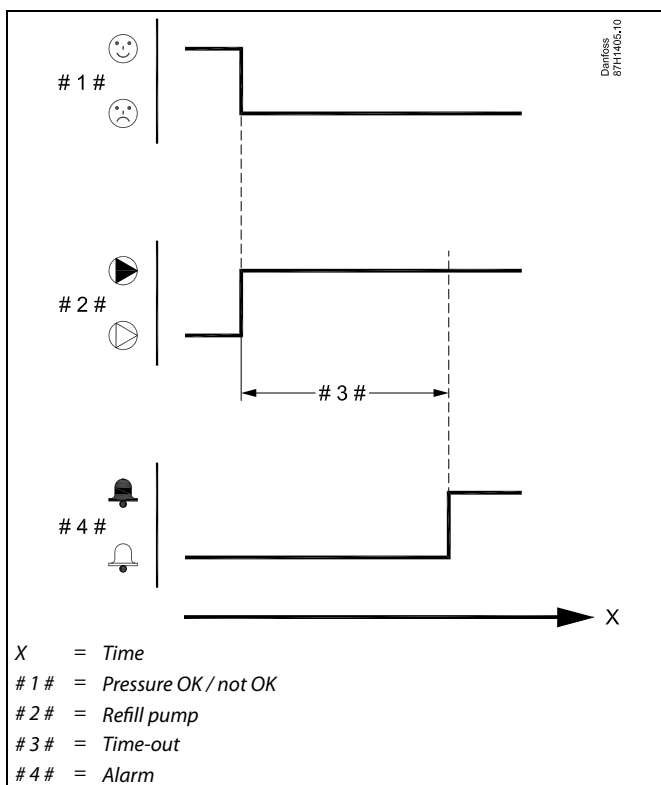 Danfoss
87H1405.10
# 1 #
# 2 #
# 3 #
# 4 #
X
X = Time
# 1 # = Pressure OK / not OK
# 2 # = Refill pump
# 3 # = Time-out
# 4 # = Alarm